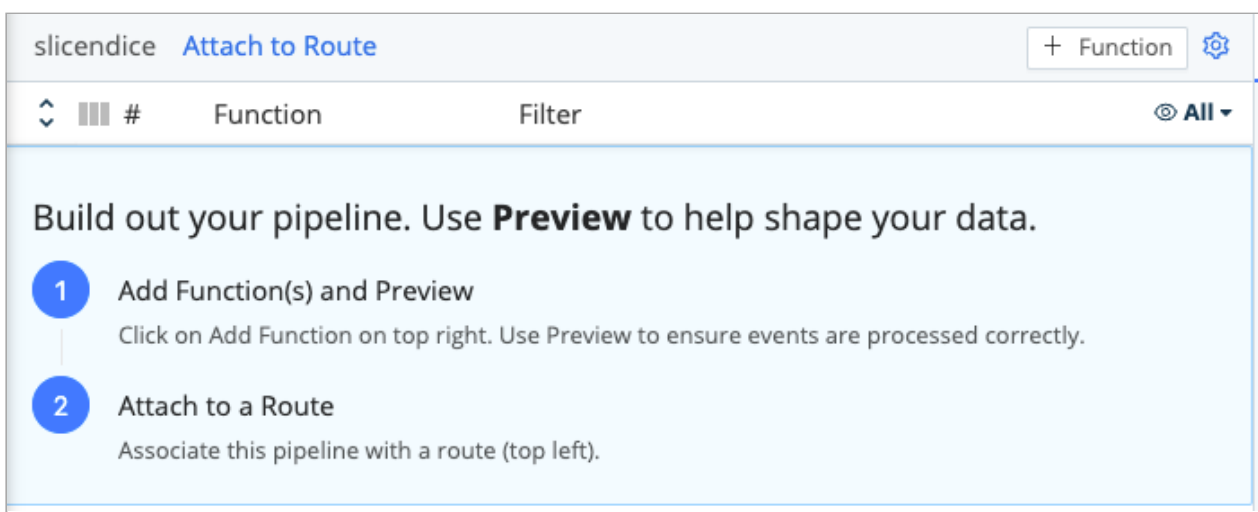 slicendice Attach to Route + Function
# Function Filter All
Build out your pipeline. Use Preview to help shape your data.
1 Add Function(s) and Preview
Click on Add Function on top right. Use Preview to ensure events are processed correctly.
2 Attach to a Route
Associate this pipeline with a route (top left).